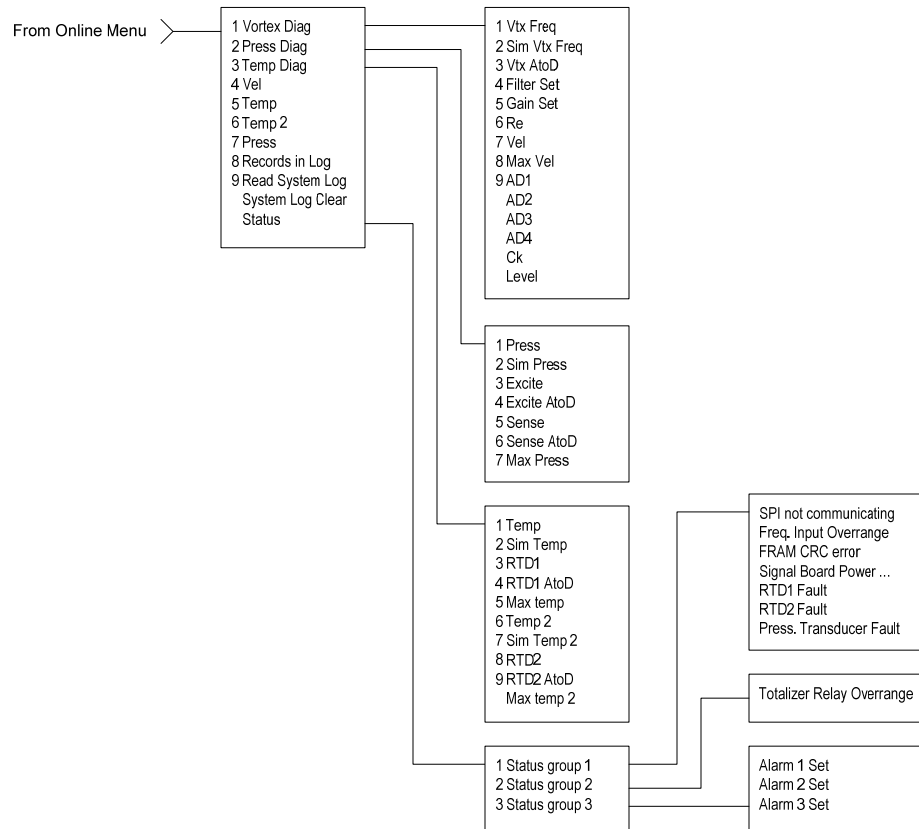 From Online Menu
1 Vortex Diag
2 Press Diag
3 Temp Diag
4 Vel
5 Temp
6 Temp 2
7 Press
8 Records in Log
9 Read System Log
System Log Clear
Status
1 Vtx Freq
2 Sim Vtx Freq
3 Vtx AtoD
4 Filter Set
5 Gain Set
6 Re
7 Vel
8 Max Vel
9 AD1
AD2
AD3
AD4
Ck
Level
1 Press
2 Sim Press
3 Excite
4 Excite AtoD
5 Sense
6 Sense AtoD
7 Max Press
1 Temp
2 Sim Temp
3 RTD1
4 RTD1 AtoD
5 Max temp
6 Temp 2
7 Sim Temp 2
8 RTD2
9 RTD2 AtoD
Max temp 2
1 Status group 1
2 Status group 2
3 Status group 3
SPI not communicating
Freq. Input Overrange
FRAM CRC error
Signal Board Power ...
RTD1 Fault
RTD2 Fault
Press. Transducer Fault
Totalizer Relay Overrange
Alarm 1 Set
Alarm 2 Set
Alarm 3 Set